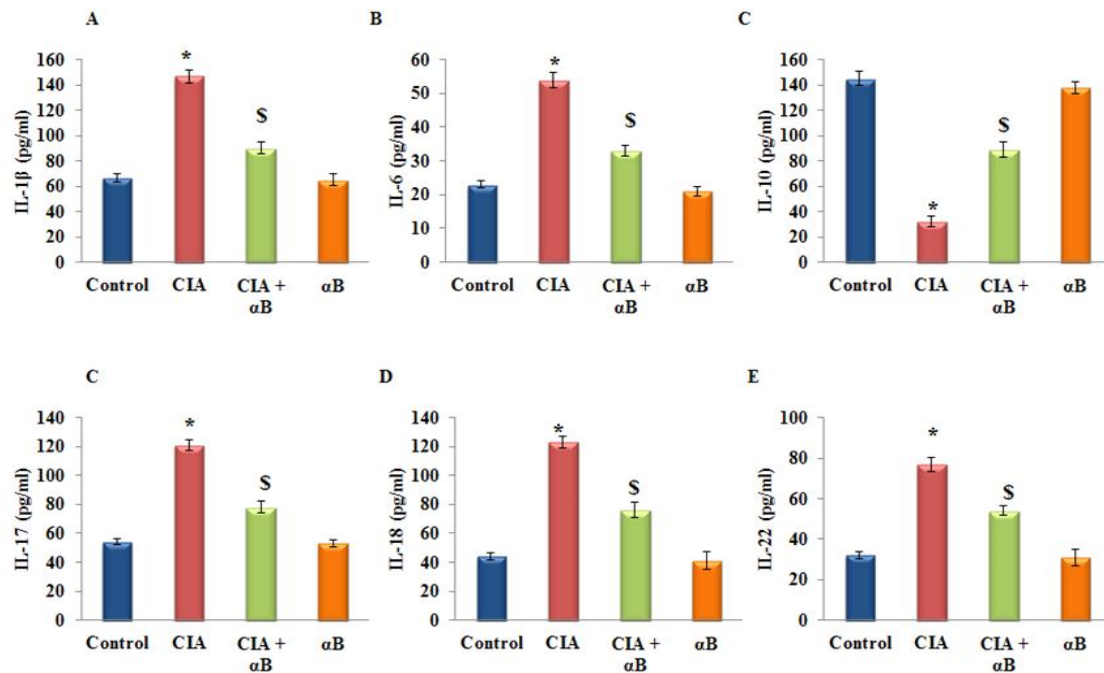 A
IL-1β (pg/ml)
160
140
120
100
80
60
40
20
0
*
$
Control
CIA
CIA +
αB
αB
B
IL-6 (pg/ml)
60
50
40
30
20
10
0
*
$
Control
CIA
CIA +
αB
αB
C
IL-10 (pg/ml)
160
140
120
100
80
60
40
20
0
*
$
Control
CIA
CIA +
αB
αB
C
IL-17 (pg/ml)
140
120
100
80
60
40
20
0
*
$
Control
CIA
CIA +
αB
αB
D
IL-18 (pg/ml)
140
120
100
80
60
40
20
0
*
$
Control
CIA
CIA +
αB
αB
E
IL-22 (pg/ml)
100
80
60
40
20
0
*
$
Control
CIA
CIA +
αB
αB